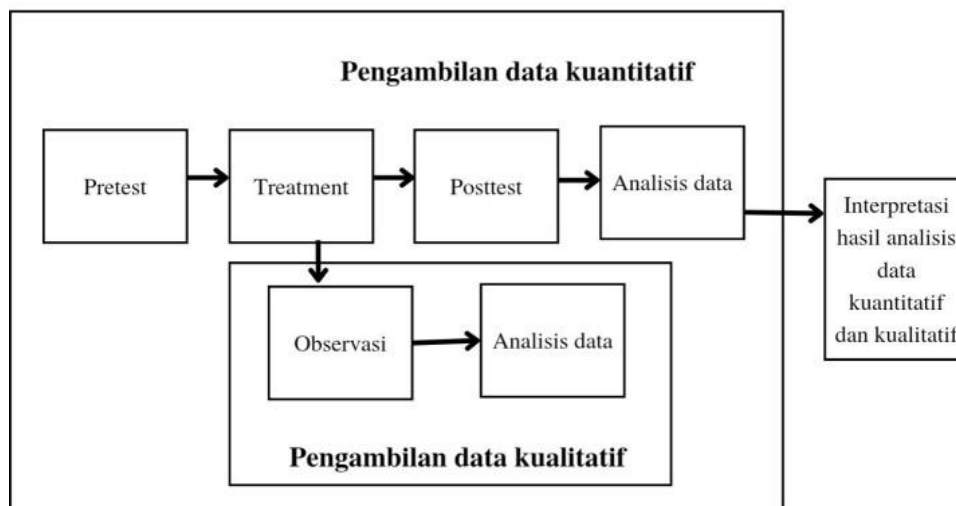 Pengambilan data kuantitatif
Pretest
Treatment
Posttest
Analisis data
Interpretasi
hasil analisis
data
kuantitatif
dan kualitatif
Observasi
Analisis data
Pengambilan data kualitatif